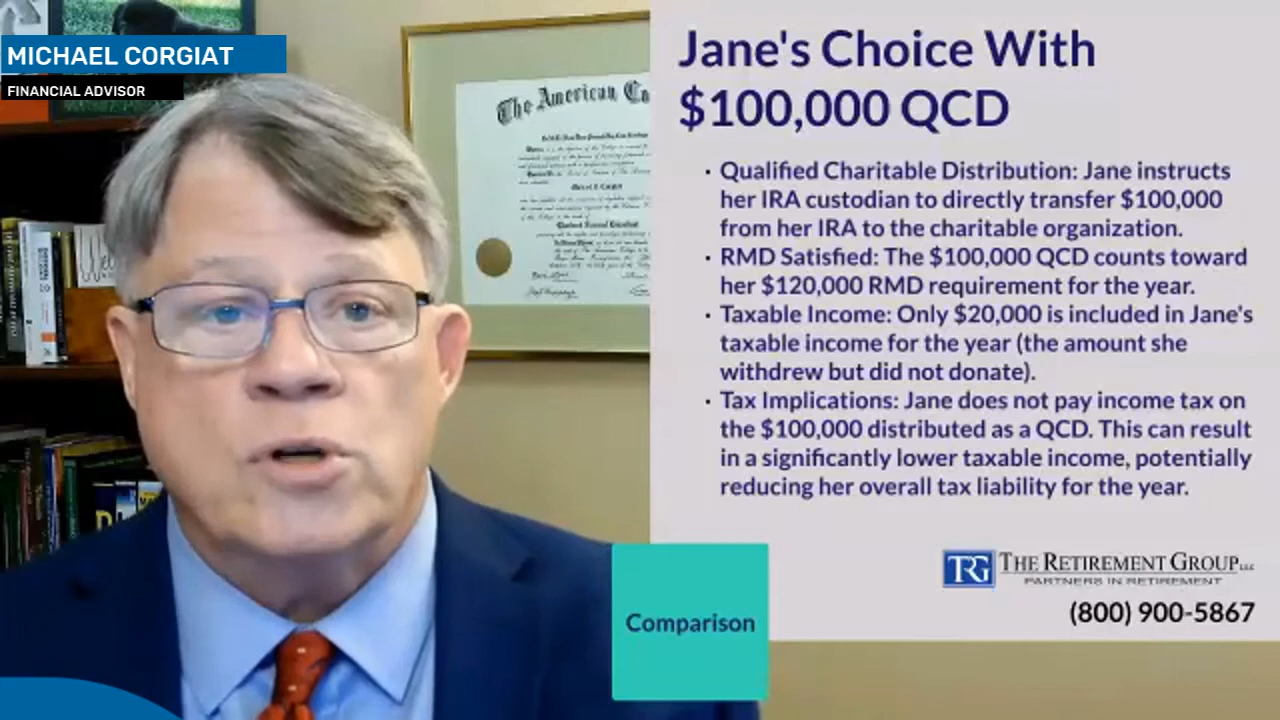 MICHAEL CORGIAT
FINANCIAL ADVISOR
The American Co
Jane's Choice With
$100,000 QCD
· Qualified Charitable Distribution: Jane instructs
her IRA custodian to directly transfer $100,000
from her IRA to the charitable organization.
· RMD Satisfied: The $100,000 QCD counts toward
her $120,000 RMD requirement for the year.
· Taxable Income: Only $20,000 is included in Jane's
taxable income for the year (the amount she
withdrew but did not donate).
· Tax Implications: Jane does not pay income tax on
the $100,000 distributed as a QCD. This can result
in a significantly lower taxable income, potentially
reducing her overall tax liability for the year.
TRG THE RETIREMENT GROUP LLC
PARTNERS IN RETIREMENT
(800) 900-5867
Comparison